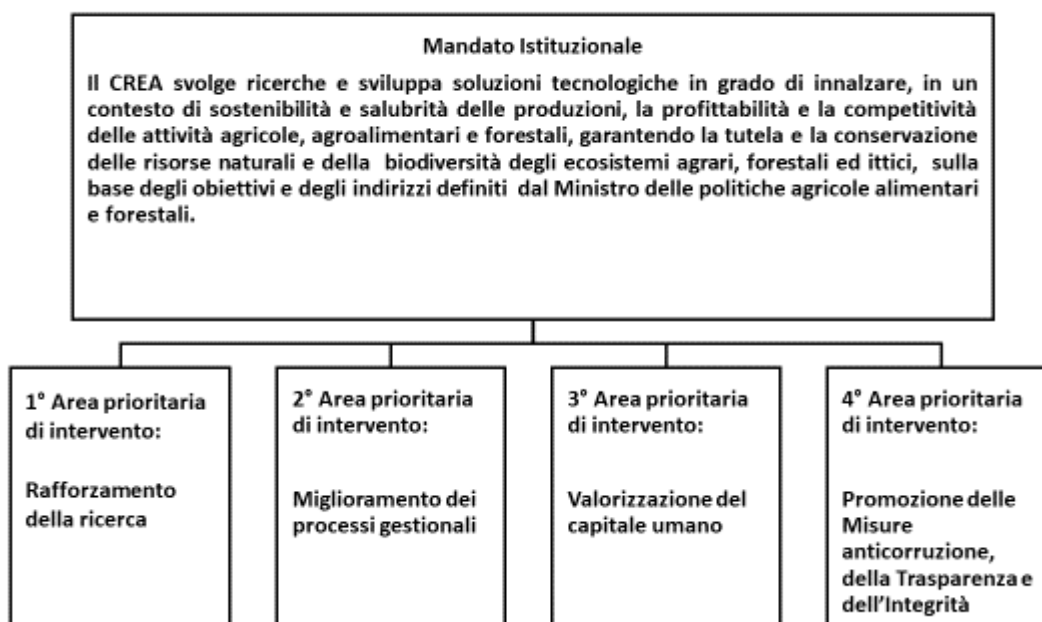 Mandato Istituzionale
Il CREA svolge ricerche e sviluppa soluzioni tecnologiche in grado di innalzare, in un
contesto di sostenibilità e salubrità delle produzioni, la profittabilità e la competitività
delle attività agricole, agroalimentari e forestali, garantendo la tutela e la conservazione
delle risorse naturali e della biodiversità degli ecosistemi agrari, forestali ed ittici, sulla
base degli obiettivi e degli indirizzi definiti dal Ministro delle politiche agricole alimentari
e forestali.
1° Area prioritaria
di intervento:
Rafforzamento
della ricerca
2° Area prioritaria
di intervento:
Miglioramento dei
processi gestionali
3° Area prioritaria
di intervento:
Valorizzazione del
capitale umano
4° Area prioritaria
di intervento:
Promozione delle
Misure
anticorruzione,
della Trasparenza e
dell'Integrità